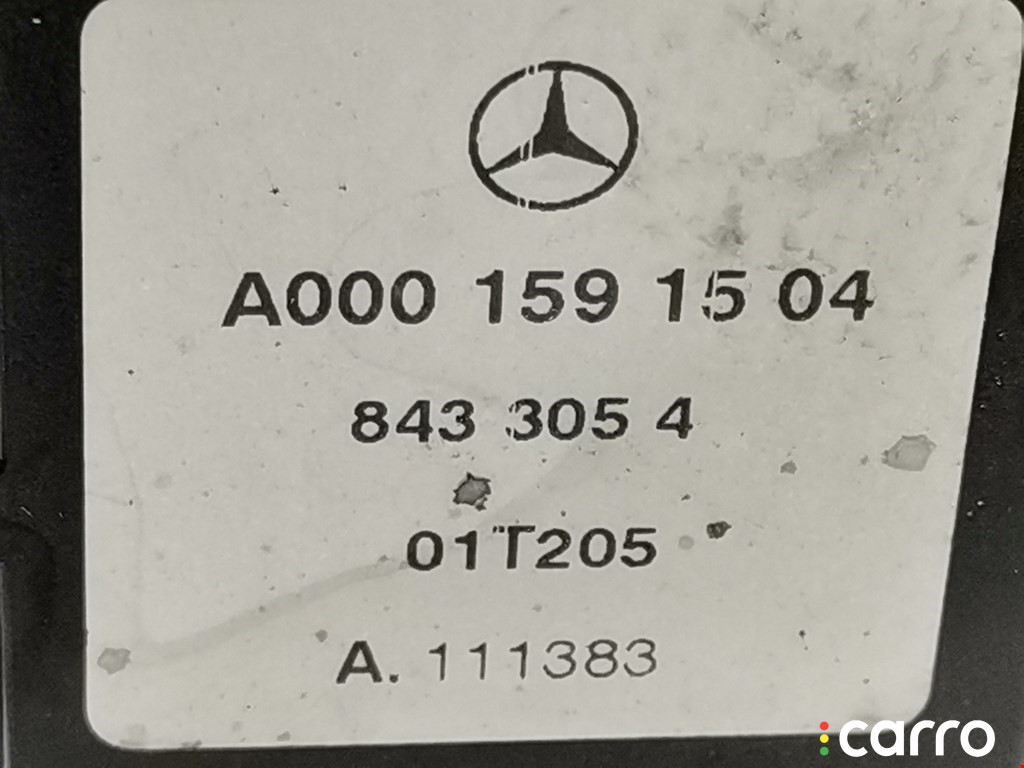 A000 159 15 04
843 305 4
01T205
A. 111383
carro